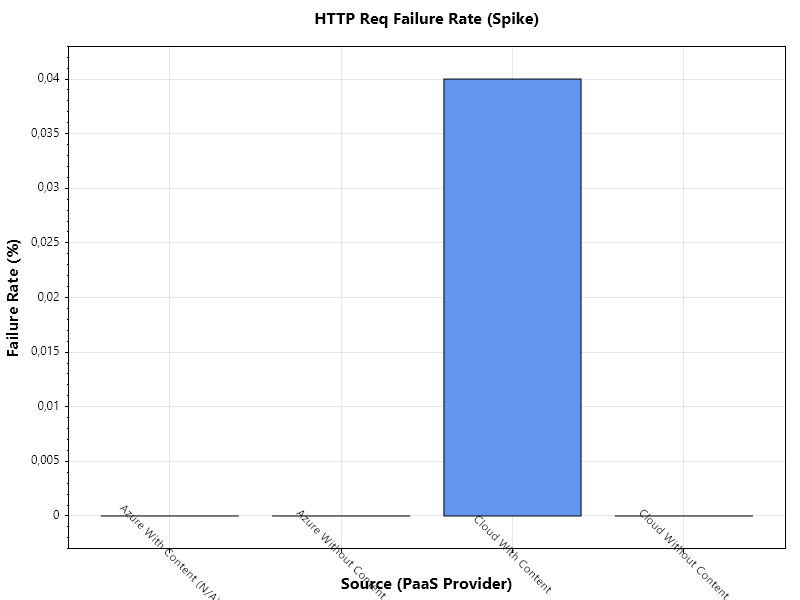 HTTP Req Failure Rate (Spike)
Failure Rate (%)
0,04
0,035
0,03
0,025
0,02
0,015
0,01
0,005
0
Azure With Content (N/A)
Azure Without Content
Cloud With Content
Cloud Without Content
Source (PaaS Provider)